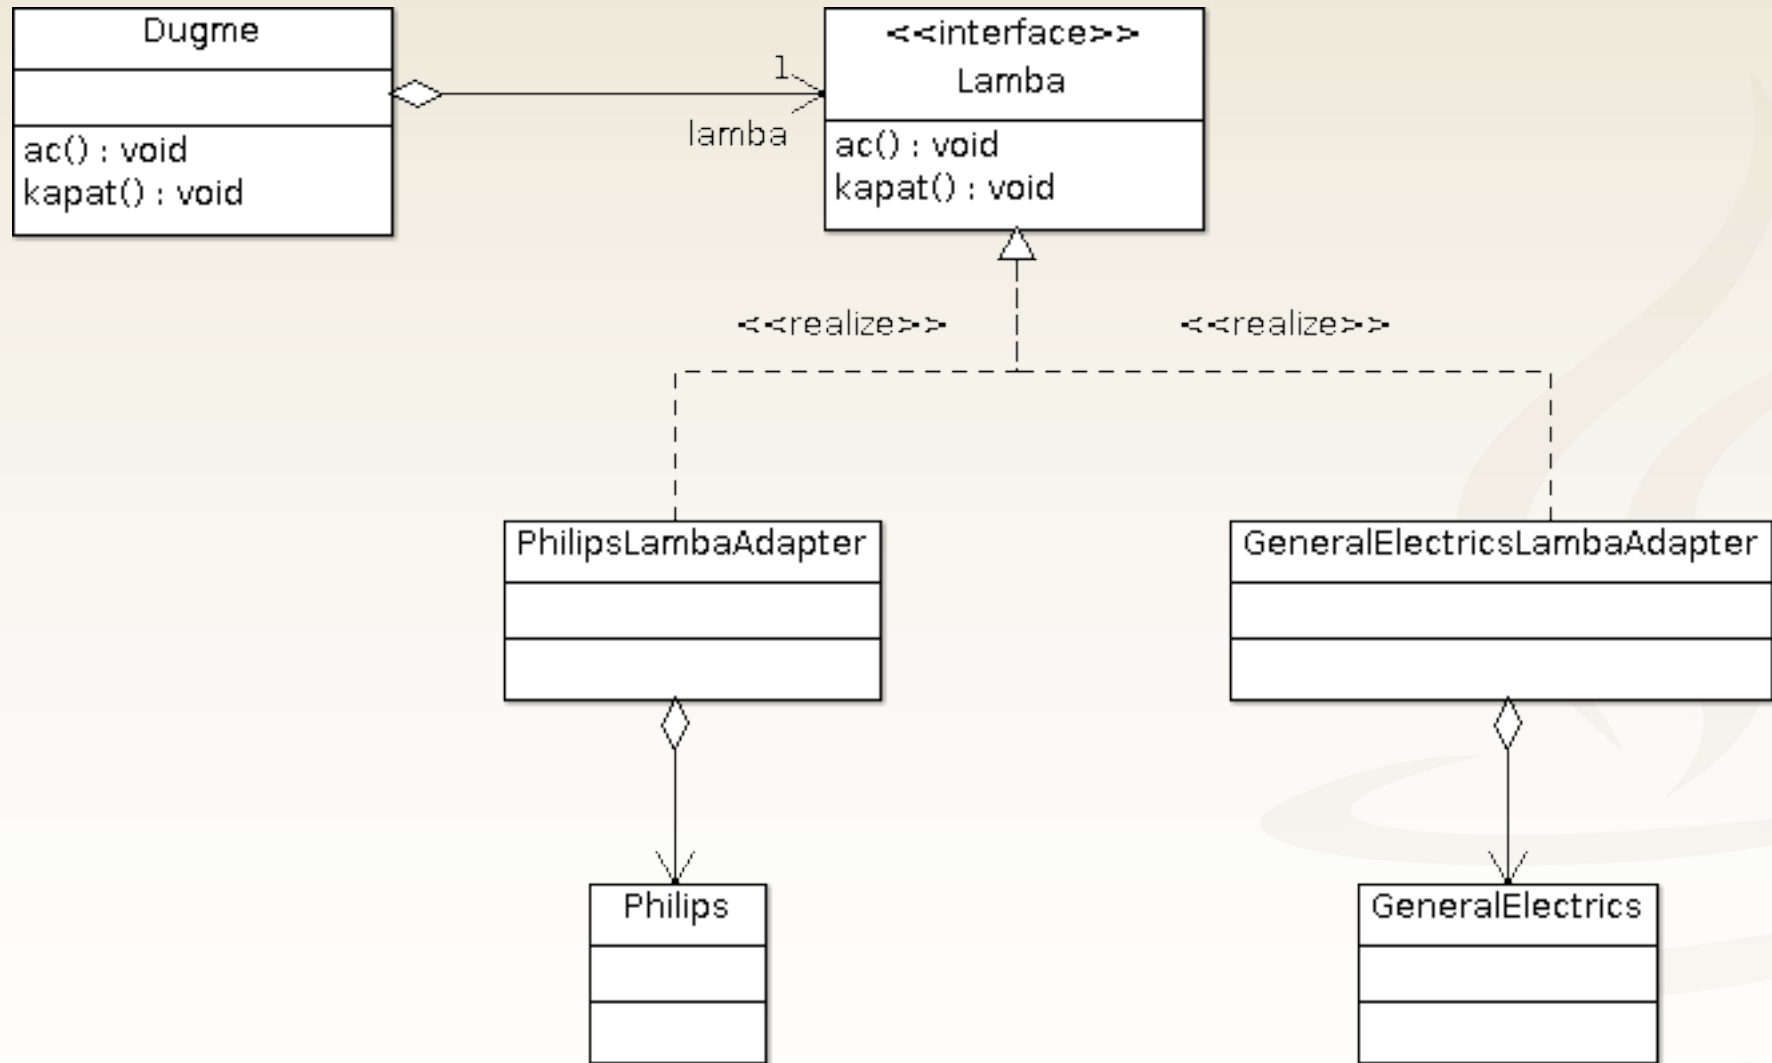 Dugme
ac() : void
kapat() : void
1
lamba
<<interface>>
Lamba
ac() : void
kapat() : void
<<realize>>
<<realize>>
PhilipsLambaAdapter
GeneralElectricsLambaAdapter
Philips
GeneralElectrics